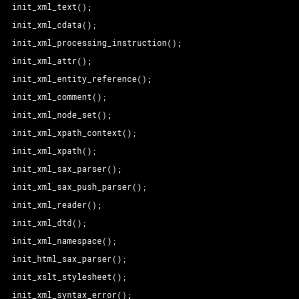 init_xml_text();
init_xml_cdata();
init_xml_processing_instruction();
init_xml_attr();
init_xml_entity_reference();
init_xml_comment();
init_xml_node_set();
init_xml_xpath_context();
init_xml_xpath();
init_xml_sax_parser();
init_xml_sax_push_parser();
init_xml_reader();
init_xml_dtd();
init_xml_namespace();
init_html_sax_parser();
init_xslt_stylesheet();
init_xml_syntax_error();